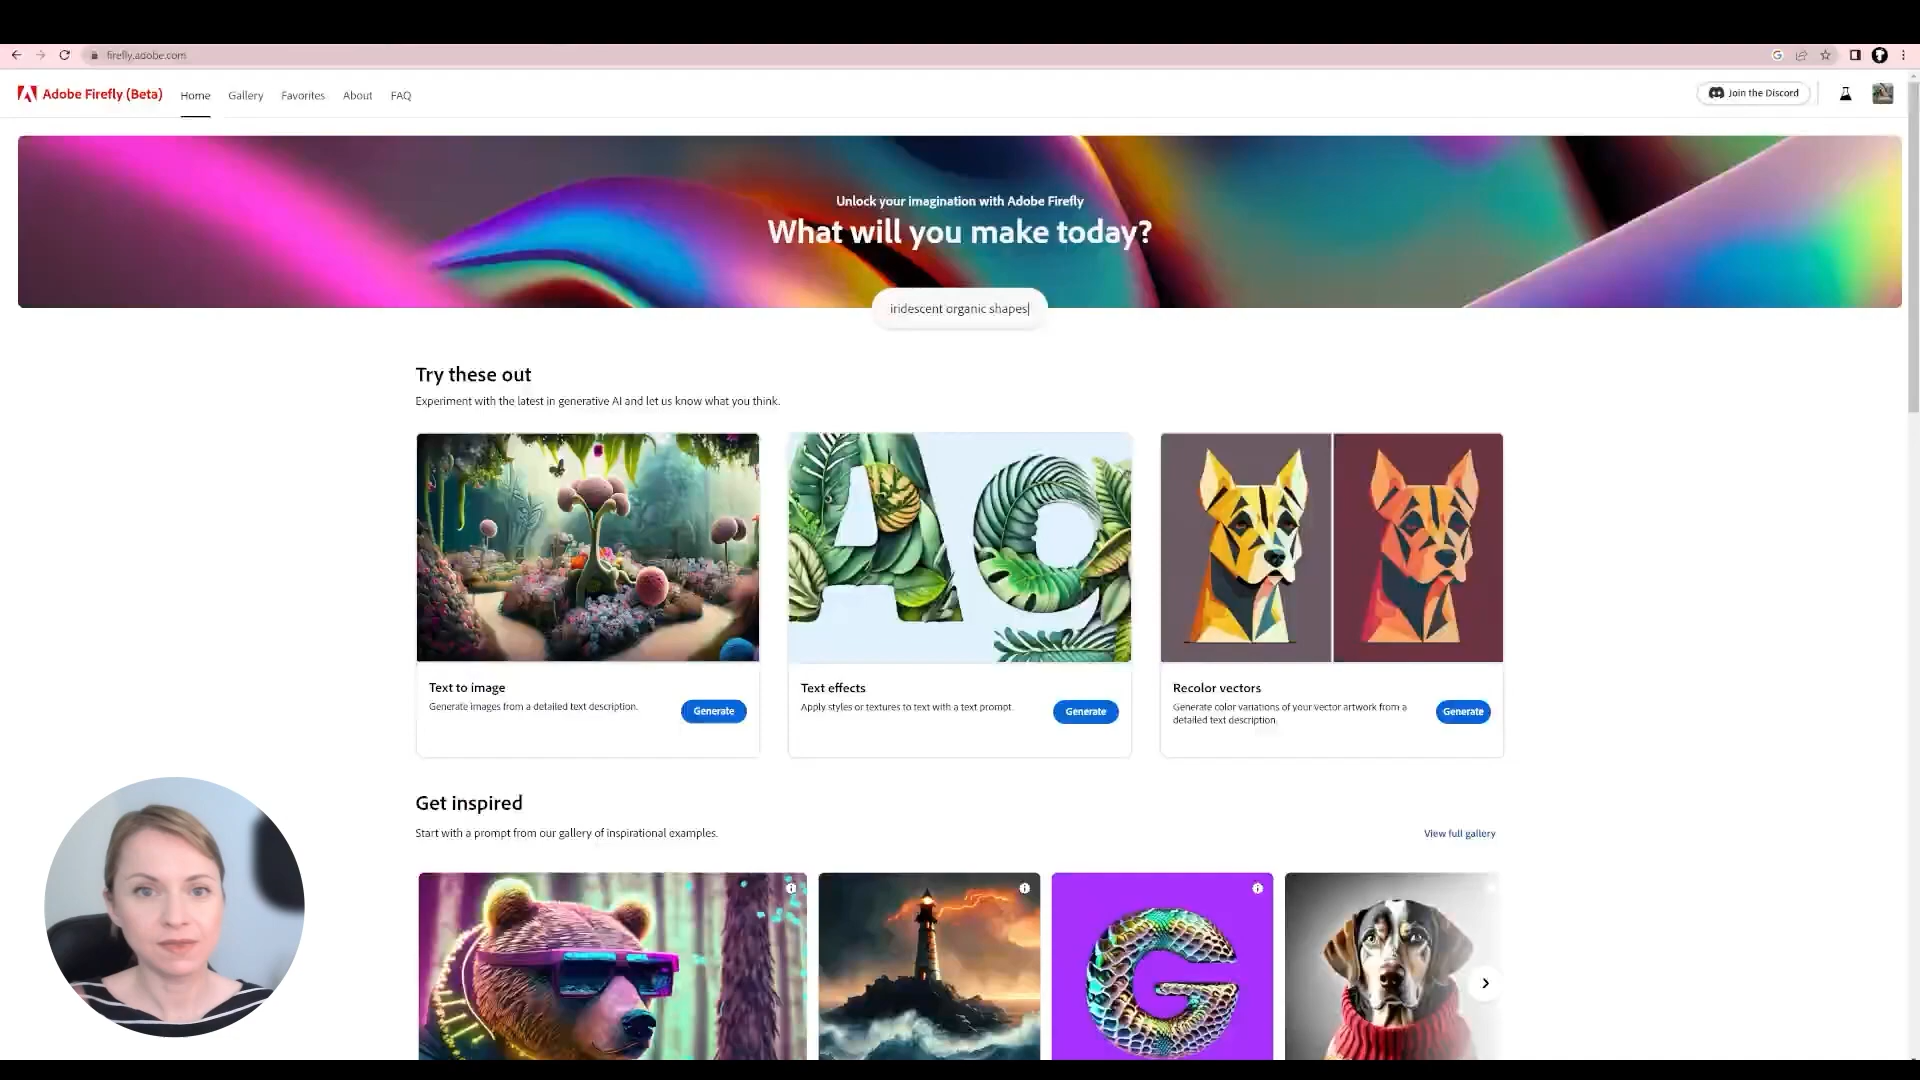 firefly.adobe.com
Adobe Firefly (Beta) Home Gallery Favorites About FAQ Join the Discord
Unlock your imagination with Adobe Firefly
What will you make today?
iridescent organic shapes
Try these out
Experiment with the latest in generative AI and let us know what you think.
Ag
Text to image
Generate images from a detailed text description.
Generate
Text effects
Apply styles or textures to text with a text prompt.
Generate
Recolor vectors
Generate color variations of your vector artwork from a
detailed text description.
Generate
Get inspired
Start with a prompt from our gallery of inspirational examples.
View full gallery
G